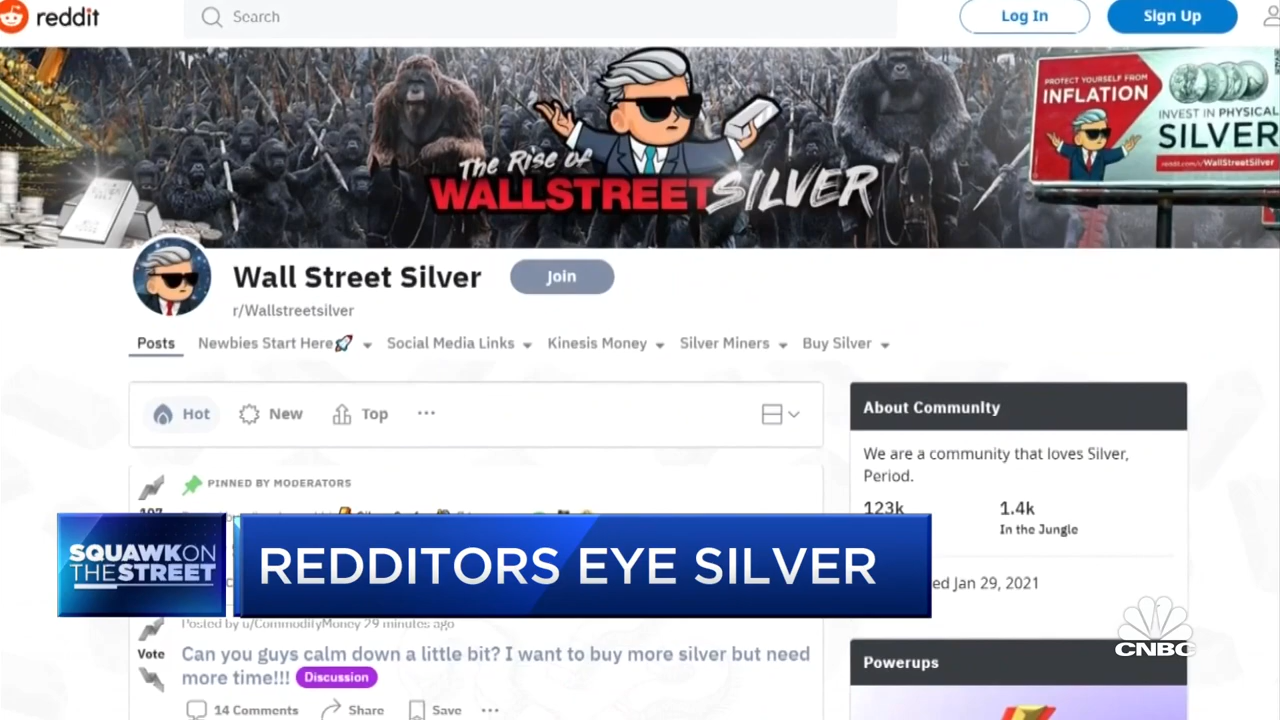 reddit
Search
Log In
Sign Up
The Rise of
WALLSTREETSILVER
PROTECT YOURSELF FROM
INFLATION
INVEST IN PHYSICAL
SILVER
reddit.com/r/WallStreetSilver
Wall Street Silver
Join
r/Wallstreetsilver
Posts
Newbies Start Here
Social Media Links
Kinesis Money
Silver Miners
Buy Silver
Hot
New
Top
About Community
We are a community that loves Silver,
Period.
123k
1.4k
In the Jungle
ed Jan 29, 2021
PINNED BY MODERATORS
SQUAWK ON
THE STREET
REDDITORS EYE SILVER
Posted by u/CommodityMoney 29 minutes ago
Vote
Can you guys calm down a little bit? I want to buy more silver but need
more time!!!
Discussion
14 Comments
Share
Save
CNBC
Powerups